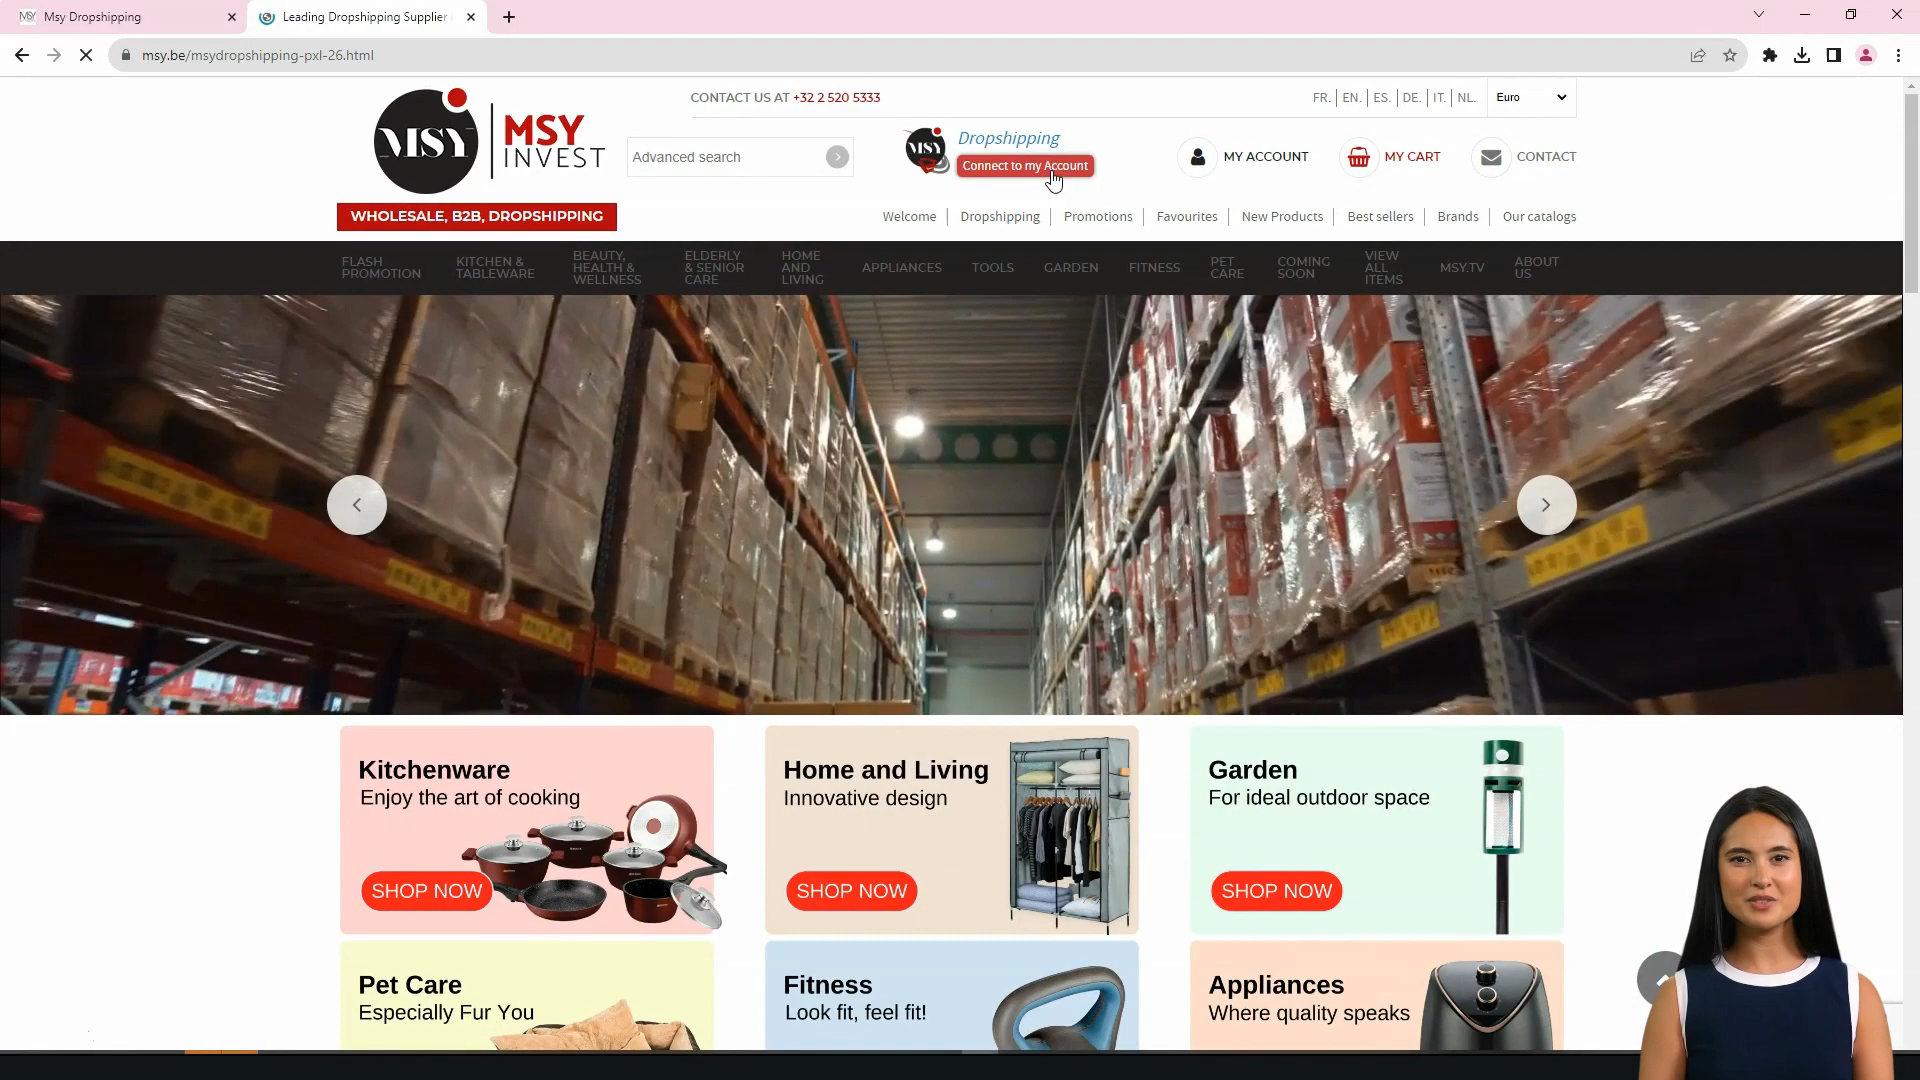 Msy Dropshipping
Leading Dropshipping Supplier
msy.be/msydropshipping-pxl-26.html
CONTACT US AT +32 2 520 5333
FR. EN. ES. DE. IT. NL. Euro
MSY
MSY
INVEST
Advanced search
MSY
Dropshipping
Connect to my Account
MY ACCOUNT
MY CART
CONTACT
WHOLESALE, B2B, DROPSHIPPING
Welcome Dropshipping Promotions Favourites New Products Best sellers Brands Our catalogs
FLASH
PROMOTION
KITCHEN &
TABLEWARE
BEAUTY,
HEALTH &
WELLNESS
ELDERLY
& SENIOR
CARE
HOME
AND
LIVING
APPLIANCES
TOOLS
GARDEN
FITNESS
PET
CARE
COMING
SOON
VIEW
ALL
ITEMS
MSY.TV
ABOUT
US
Kitchenware
Enjoy the art of cooking
SHOP NOW
Home and Living
Innovative design
SHOP NOW
Garden
For ideal outdoor space
SHOP NOW
Pet Care
Especially Fur You
Fitness
Look fit, feel fit!
Appliances
Where quality speaks